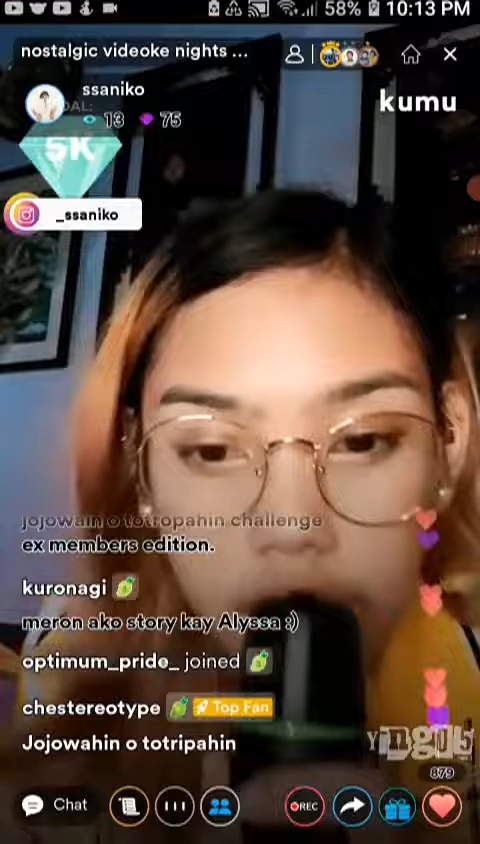 58% 10:13 PM
nostalgic videoke nights ...
ssaniko
OAL:
13 75
kumu
5K
_ssaniko
jojowain o totropahin challenge
ex members edition.
kuronagi
meron ako story kay Alyssa :)
optimum_pride_ joined
chestereotype Top Fan
Jojowahin o totripahin
879
Chat
REC